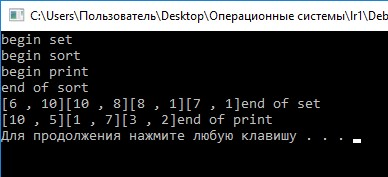 C:\Users\Пользователь\Desktop\Операционные системы\lr1\Deb
begin set
begin sort
begin print
end of sort
[6 , 10][10 , 8][8 , 1][7 , 1]end of set
[10 , 5][1 , 7][3 , 2]end of print
Для продолжения нажмите любую клавишу . . .